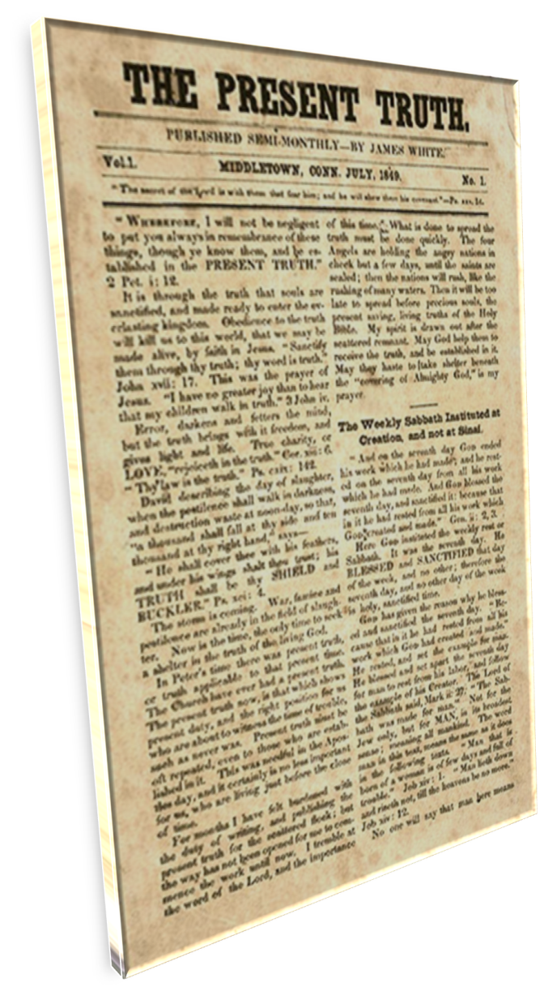 THE PRESENT TRUTH.
PUBLISHED SEMI-MONTHLY—BY JAMES WHITE.
Vol.1.
MIDDLETOWN, CONN. JULY, 1849.
No. 1.
"The secret of the Lord is with them that fear him; and he will shew them his covenant."—Ps. xxv. 14.
"WHEREFORE, I will not be negligent
to put you always in remembrance of these
things, though ye know them, and be es-
tablished in the PRESENT TRUTH."
2 Pet. i: 12.
It is through the truth that souls are
sanctified, and made ready to enter the ev-
erlasting kingdom. Obedience to the truth
will kill us to this world, that we may be
made alive, by faith in Jesus. "Sanctify
them through thy truth; thy word is truth."
John xvii: 17. This was the prayer of
Jesus. "I have no greater joy than to hear
that my children walk in truth." 3 John iv.
Error, darkens and fetters the mind,
but the truth brings with it freedom, and
gives light and life. True charity, or
LOVE, "rejoiceth in the truth." Cor. xiii: 6.
"Thy law is the truth." Ps. cxix: 142.
David describing the day of slaughter,
when the pestilence shall walk in darkness,
and destruction waste at noon-day, so that,
"a thousand shall fall at thy side and ten
thousand at thy right hand," says—
"He shall cover thee with his feathers,
and under his wings shalt thou trust; his
TRUTH shall be thy SHIELD and
BUCKLER." Ps. xci: 4.
The storm is coming. War, famine and
pestilence are already in the field of slaugh-
ter. Now is the time, the only time to seek
a shelter in the truth of the living God.
In Peter's time there was present truth,
or truth applicable to that present time.
The Church have ever had a present truth.
The present truth now, is that which shows
present duty, and the right position for us
who are about to witness the time of trouble,
such as never was. Present truth must be
oft repeated, even to those who are estab-
lished in it. This was needful in the Apos-
tles day, and it certainly is no less important
for us, who are living just before the close
of time.
For months I have felt burdened with
the duty of writing, and publishing the
present truth for the scattered flock; but
the way has not been opened for me to com-
mence the work until now. I tremble at
the word of the Lord, and the importance
of this time. What is done to spread the
truth must be done quickly. The four
Angels are holding the angry nations in
check but a few days, until the saints are
sealed; then the nations will rush, like the
rushing of many waters. Then it will be too
late to spread before precious souls, the
present saving, living truths of the Holy
Bible. My spirit is drawn out after the
scattered remnant. May God help them to
receive the truth, and be established in it.
May they haste to take shelter beneath
the "covering of Almighty God," is my
prayer.
The Weekly Sabbath Instituted at
Creation, and not at Sinai.
"And on the seventh day GOD ended
his work which he had made; and he rest-
ed on the seventh day from all his work
which he had made. And GOD blessed the
seventh day, and sanctified it: because that
in it he had rested from all his work which
GOD created and made." Gen. ii: 2, 3.
Here GOD instituted the weekly rest or
Sabbath. It was the seventh day. He
BLESSED and SANCTIFIED that day
of the week, and no other; therefore the
seventh day, and no other day of the week
is holy, sanctified time.
GOD has given the reason why he bless-
ed and sanctified the seventh day. "Be-
cause that in it he had rested from all his
work which GOD had created and made."
He rested, and set the example for man.
He blessed and set apart the seventh day
for man to rest from his labor, and follow
the example of his Creator. The Lord of
the Sabbath said, Mark ii: 27: "The Sab-
bath was made for man." Not for the
Jew only, but for MAN, in its broadest
sense; meaning all mankind. The word
man in this text, means the same as it does
in the following texts. "Man that is
born of a woman is of few days and full of
trouble." Job xiv: 1. "Man lieth down
and riseth not, till the heavens be no more."
Job xiv: 12.
No one will say that man here means